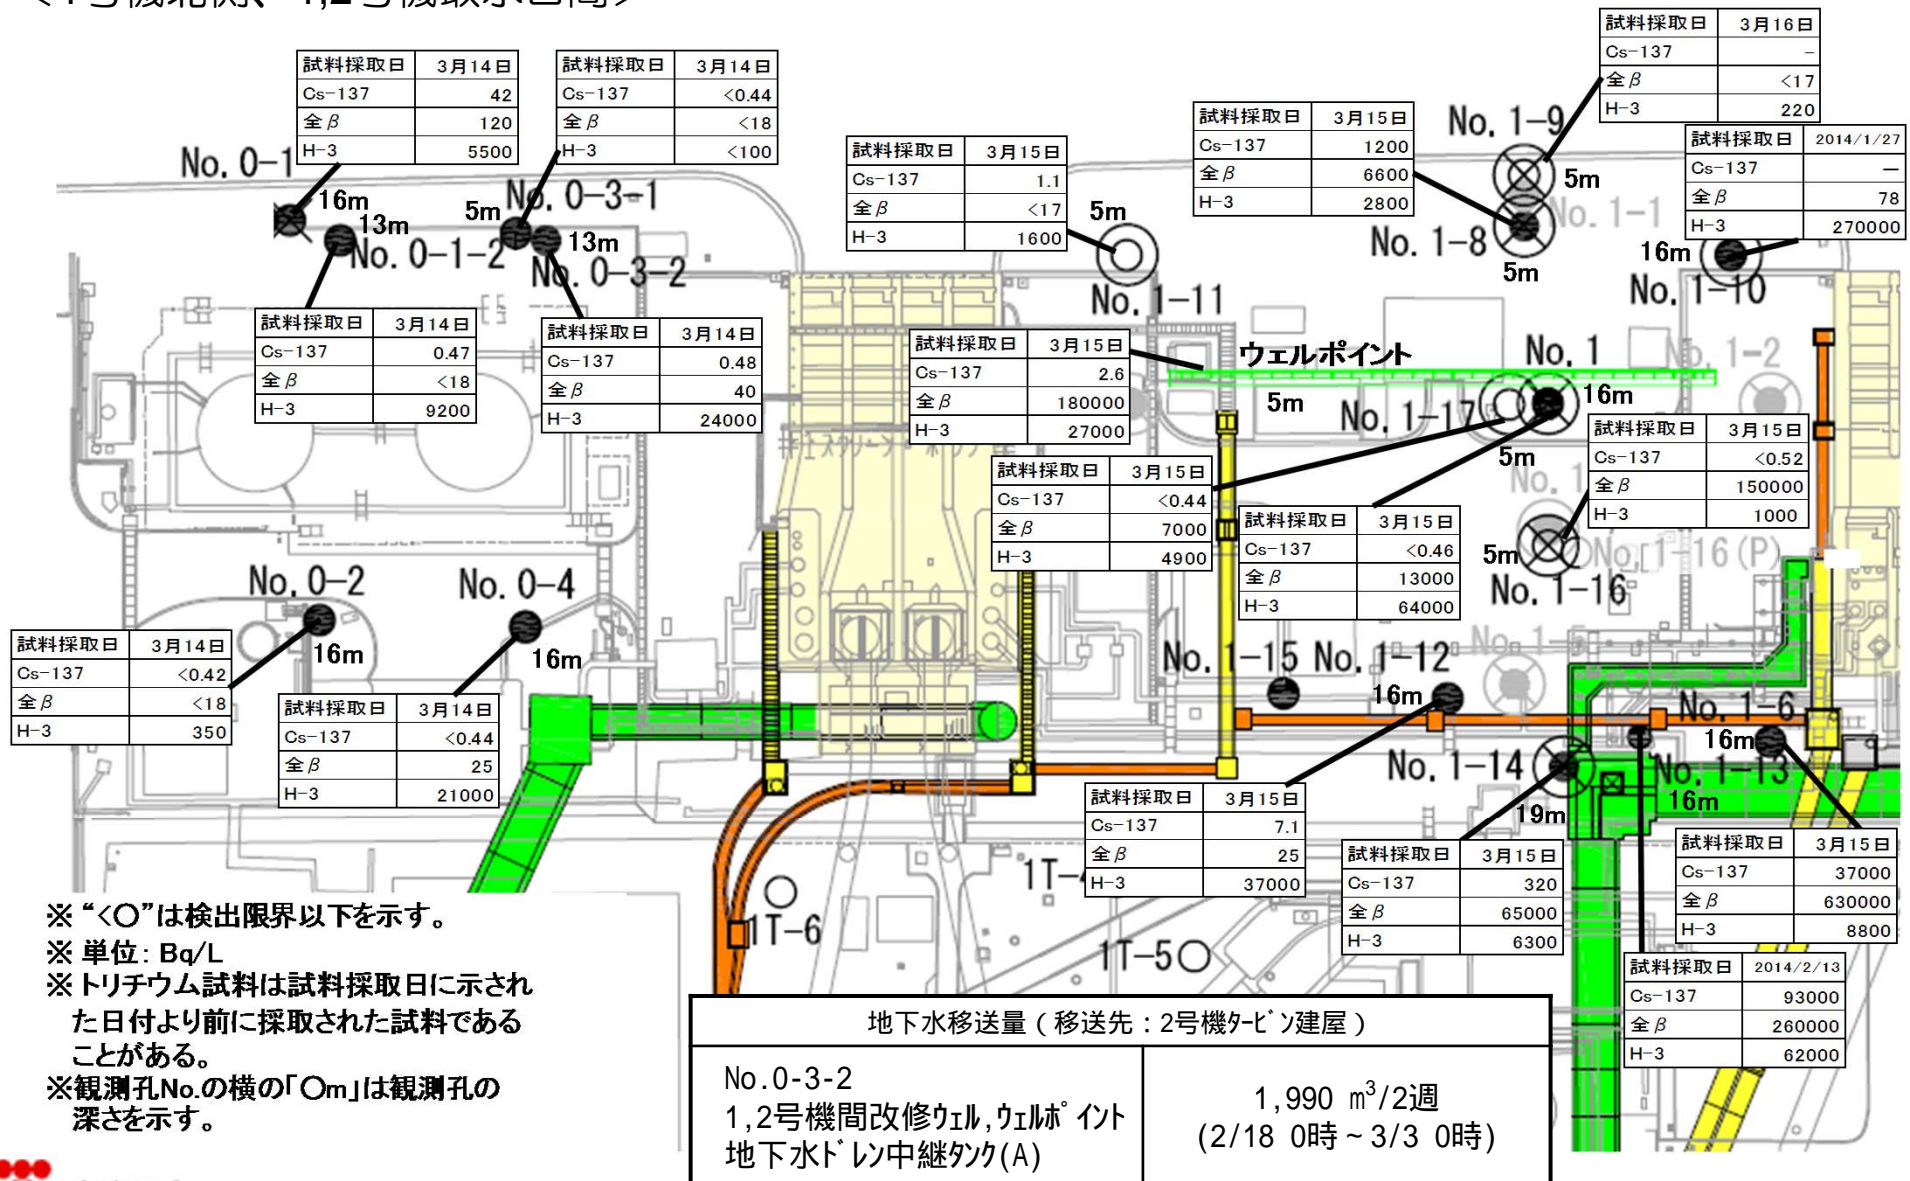 <1号機北側、1,2号機取水口間>
試料採取日 3月14日
Cs-137 42
全β 120
H-3 5500
試料採取日 3月14日
Cs-137 <0.44
全β <18
H-3 <100
試料採取日 3月15日
Cs-137 1.1
全β <17
H-3 1600
試料採取日 3月15日
Cs-137 1200
全β 6600
H-3 2800
試料採取日 3月16日
Cs-137 -
全β <17
H-3 220
試料採取日 2014/1/27
Cs-137 —
全β 78
H-3 270000
No. 0-1
16m
13m
No. 0-1-2
5m
No. 0-3-1
13m
No. 0-3-2
5m
No. 1-11
No. 1-9
5m
No. 1-1
No. 1-8
5m
16m
No. 1-10
試料採取日 3月14日
Cs-137 0.47
全β <18
H-3 9200
試料採取日 3月14日
Cs-137 0.48
全β 40
H-3 24000
試料採取日 3月15日
Cs-137 2.6
全β 180000
H-3 27000
ウェルポイント
5m
No. 1
No. 1-2
16m
No. 1-17
5m
試料採取日 3月15日
Cs-137 <0.44
全β 7000
H-3 4900
試料採取日 3月15日
Cs-137 <0.46
全β 13000
H-3 64000
試料採取日 3月15日
Cs-137 <0.52
全β 150000
H-3 1000
5m
No. 1-16(P)
No. 1-16
No. 0-2
16m
No. 0-4
16m
No. 1-15
No. 1-12
16m
No. 1-5
No. 1-6
16m
No. 1-14
19m
No. 1-13
16m
試料採取日 3月14日
Cs-137 <0.42
全β <18
H-3 350
試料採取日 3月14日
Cs-137 <0.44
全β 25
H-3 21000
試料採取日 3月15日
Cs-137 7.1
全β 25
H-3 37000
試料採取日 3月15日
Cs-137 320
全β 65000
H-3 6300
試料採取日 3月15日
Cs-137 37000
全β 630000
H-3 8800
試料採取日 2014/2/13
Cs-137 93000
全β 260000
H-3 62000
1T-6
1T-5
※“<○”は検出限界以下を示す。
※ 単位: Bq/L
※ トリチウム試料は試料採取日に示され
た日付より前に採取された試料である
ことがある。
※観測孔No.の横の「○m」は観測孔の
深さを示す。
地下水移送量（移送先：2号機ﾀｰﾋﾞﾝ建屋）
No.0-3-2
1,2号機間改修ｳｪﾙ,ｳｪﾙﾎﾟｲﾝﾄ
地下水ﾄﾞﾚﾝ中継ﾀﾝｸ(A)
1,990 m³/2週
(2/18 0時～3/3 0時)